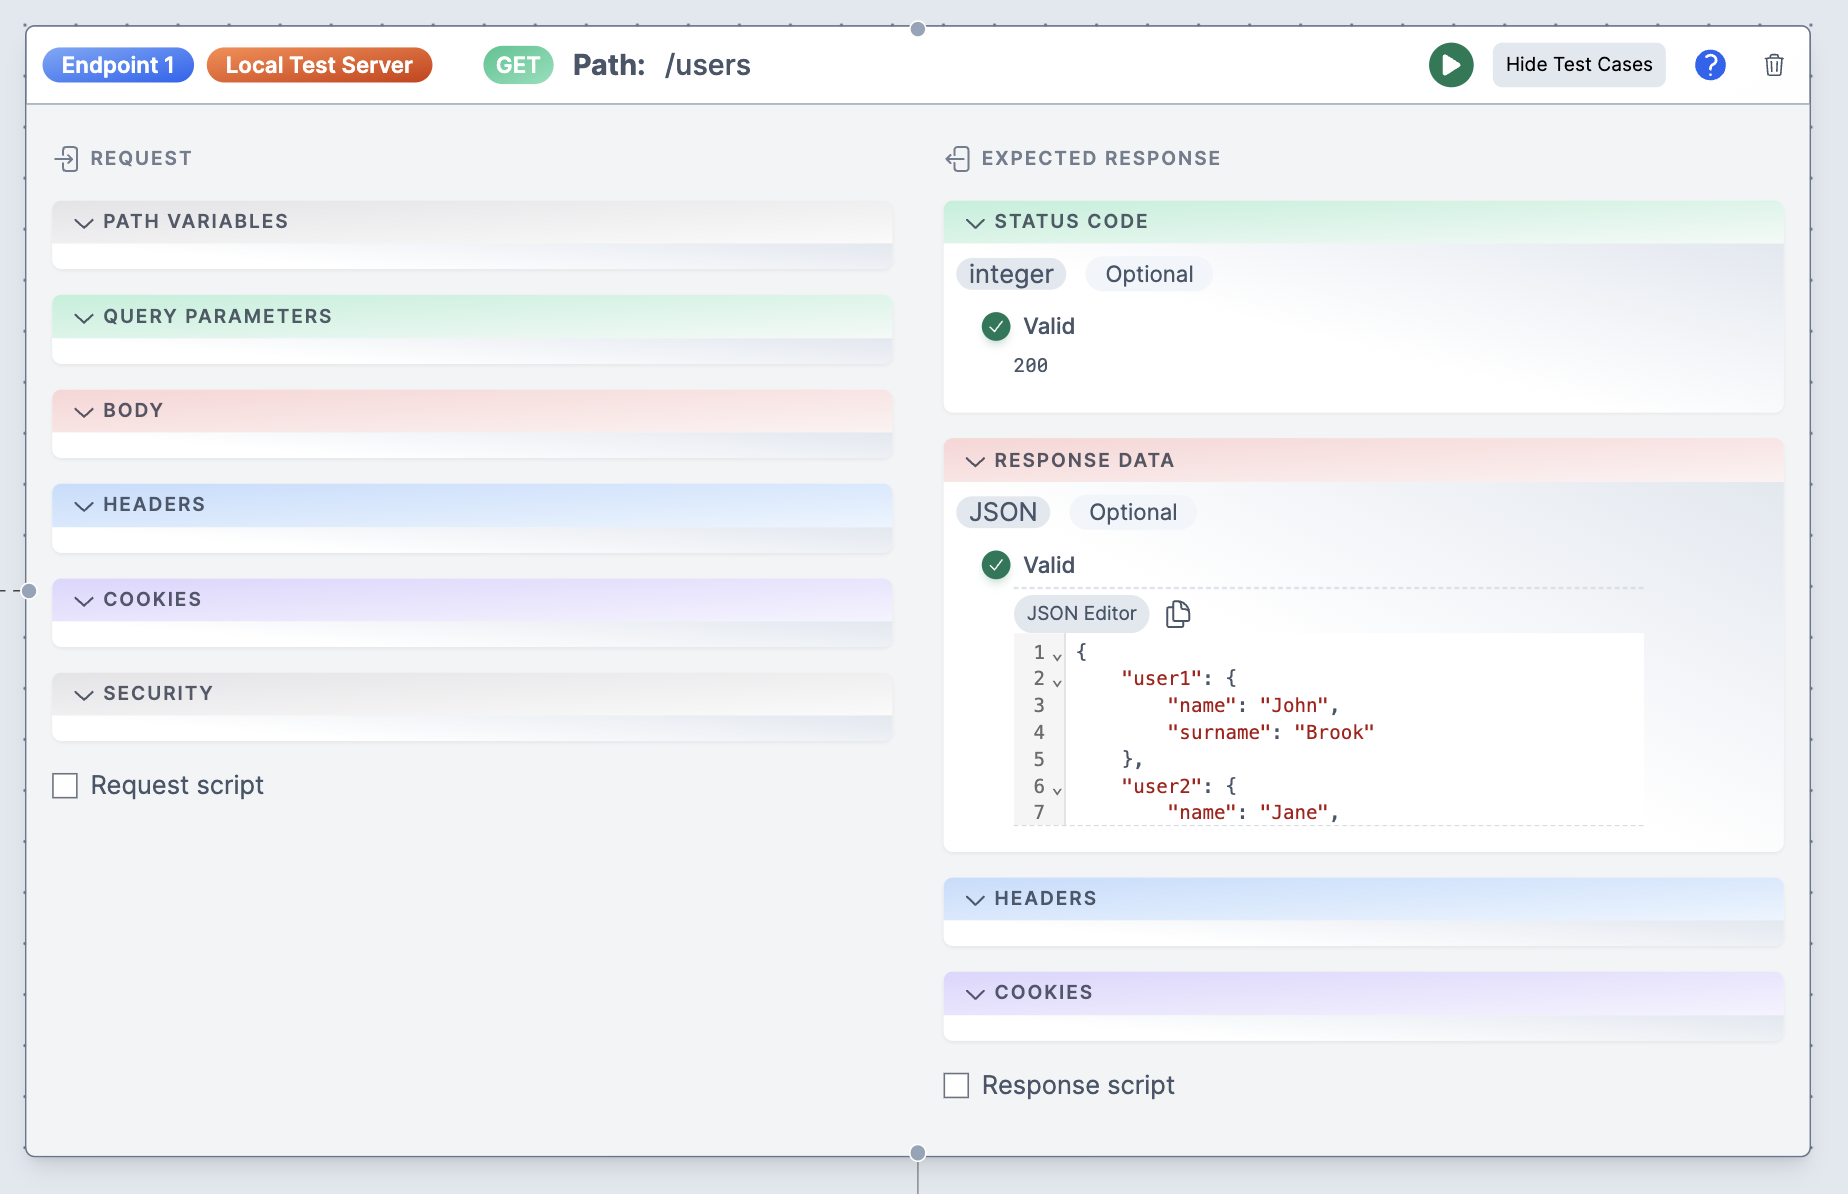 Endpoint 1 Local Test Server GET Path: /users Hide Test Cases ?
REQUEST
PATH VARIABLES
QUERY PARAMETERS
BODY
HEADERS
COOKIES
SECURITY
Request script
EXPECTED RESPONSE
STATUS CODE
integer Optional
Valid
200
RESPONSE DATA
JSON Optional
Valid
JSON Editor
1 {
2 "user1": {
3 "name": "John",
4 "surname": "Brook"
5 },
6 "user2": {
7 "name": "Jane",
HEADERS
COOKIES
Response script